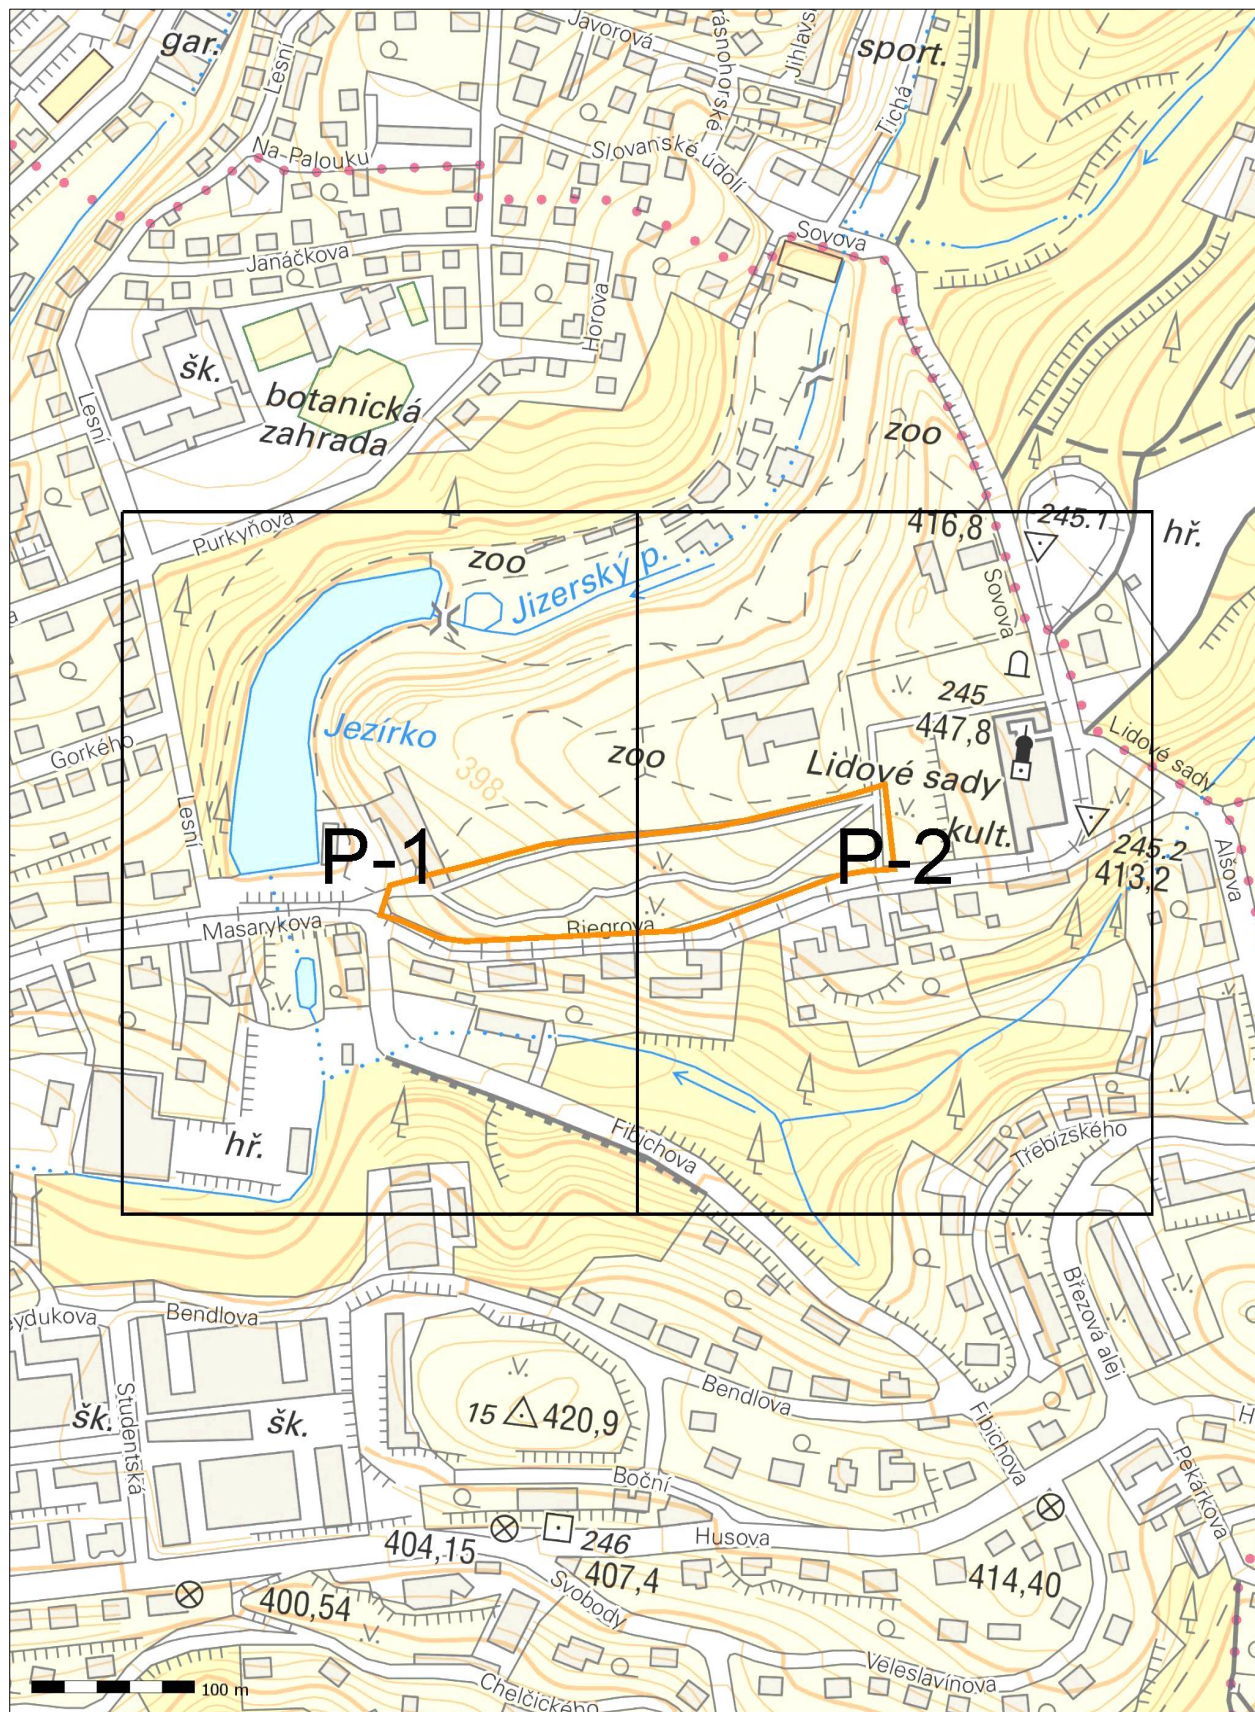 gar.
Lesní
Javorová
Jihlavs
sport.
Tichá
rásnohorské
Na Palouku
Slovanské údolí
Sovova
Janáčkova
Horova
šk.
botanická
zahrada
Lesní
zoo
Purkyňova
416,8
245.1
hř.
zoo
Jizerský p.
Sovova
245
447,8
Jezírko
Gorkého
zoo
Lidové sady
Lidové sady
398
Lesní
P-1
P-2
kult.
245.2
413,2
Alšova
Masarykova
Riegrova
hř.
Fibichova
Třebízského
Březová alej
ydukova
Bendlova
Studentská
šk.
šk.
15
420,9
Bendlova
Fibichova
H
Pekárkova
Boční
404,15
246
Husova
407,4
414,40
400,54
Svobody
Veleslavínova
Chelčického
100 m